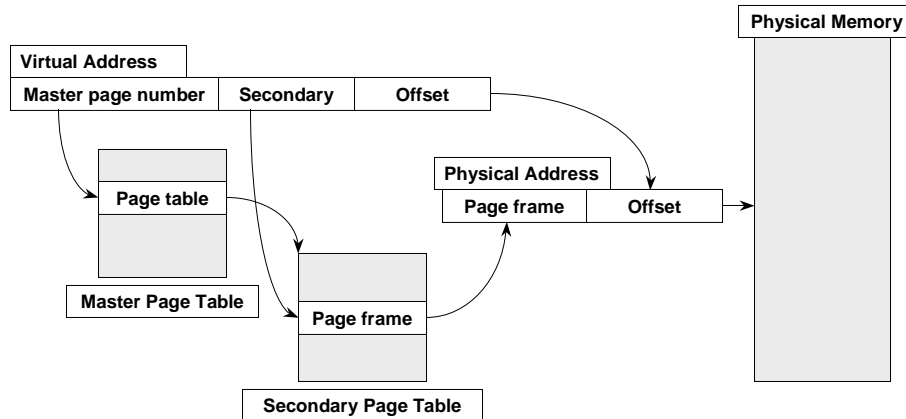 Physical Memory
Virtual Address
Master page number Secondary Offset
Physical Address
Page table
Page frame Offset
Master Page Table
Page frame
Secondary Page Table